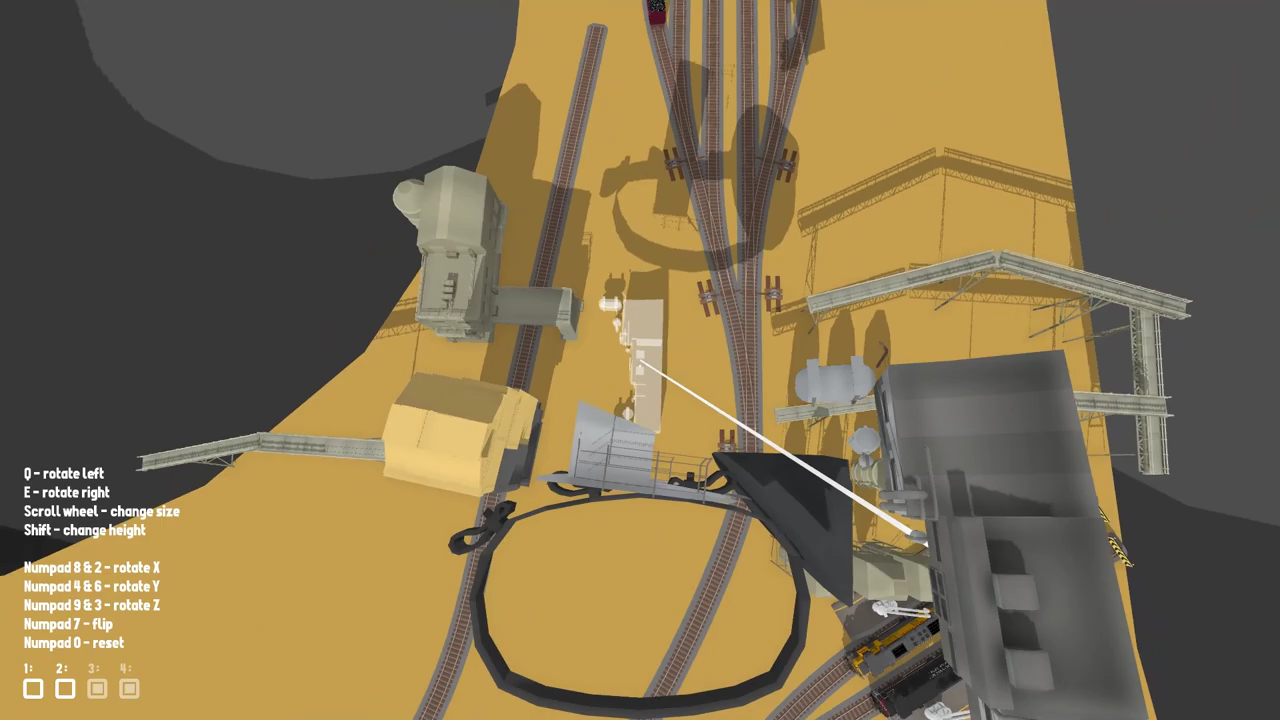 Q - rotate left
E - rotate right
Scroll wheel - change size
Shift - change height
Numpad 8 & 2 - rotate X
Numpad 4 & 6 - rotate Y
Numpad 9 & 3 - rotate Z
Numpad 7 - flip
Numpad 0 - reset
1: 2: 3: 4: